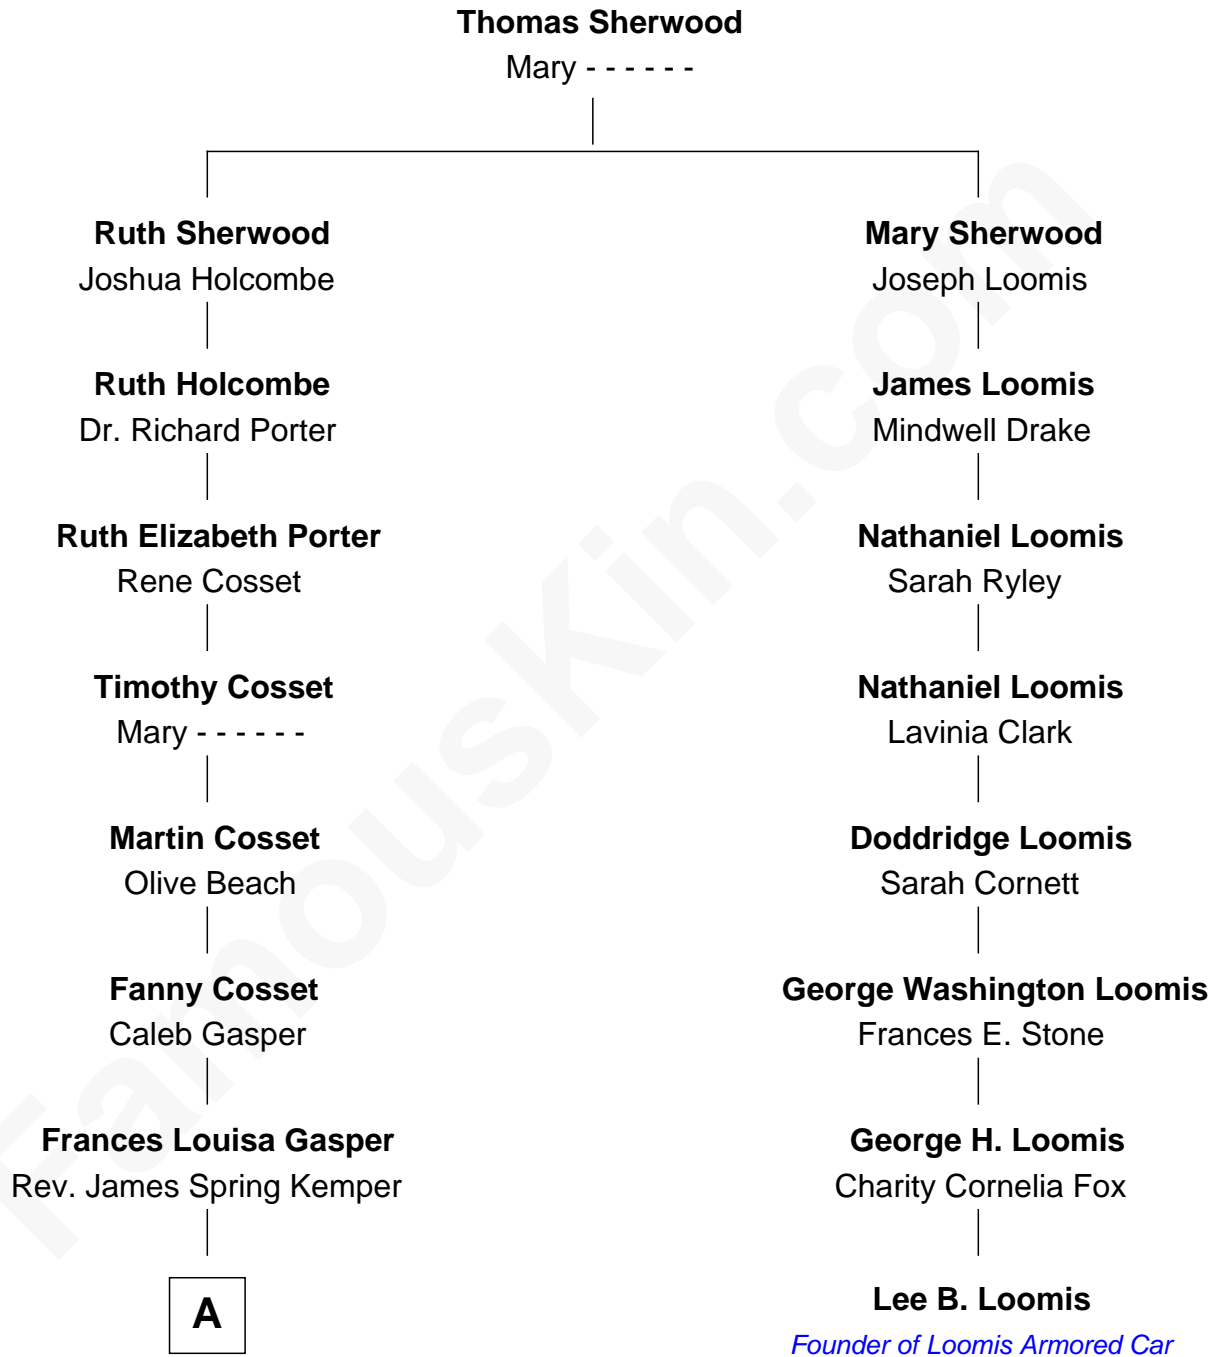 Thomas Sherwood
Mary - - - - - -
Ruth Sherwood
Joshua Holcombe
Mary Sherwood
Joseph Loomis
Ruth Holcombe
Dr. Richard Porter
James Loomis
Mindwell Drake
Ruth Elizabeth Porter
Rene Cosset
Nathaniel Loomis
Sarah Ryley
Timothy Cosset
Mary - - - - - -
Nathaniel Loomis
Lavinia Clark
Martin Cosset
Olive Beach
Doddridge Loomis
Sarah Cornett
Fanny Cosset
Caleb Gasper
George Washington Loomis
Frances E. Stone
Frances Louisa Gasper
Rev. James Spring Kemper
George H. Loomis
Charity Cornelia Fox
A
Lee B. Loomis
Founder of Loomis Armored Car
FamousKin.com